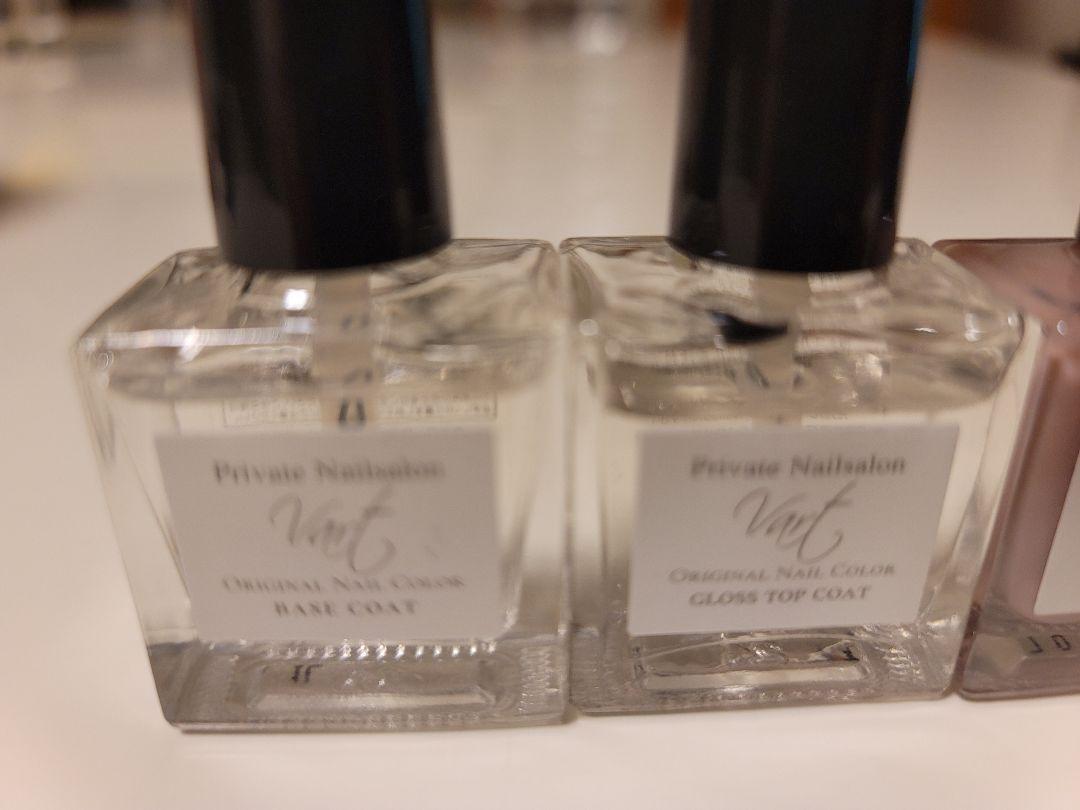 Private Nailsalon
Vart
ORIGINAL NAIL COLOR
BASE COAT
Private Nailsalon
Vart
ORIGINAL NAIL COLOR
GLOSS TOP COAT